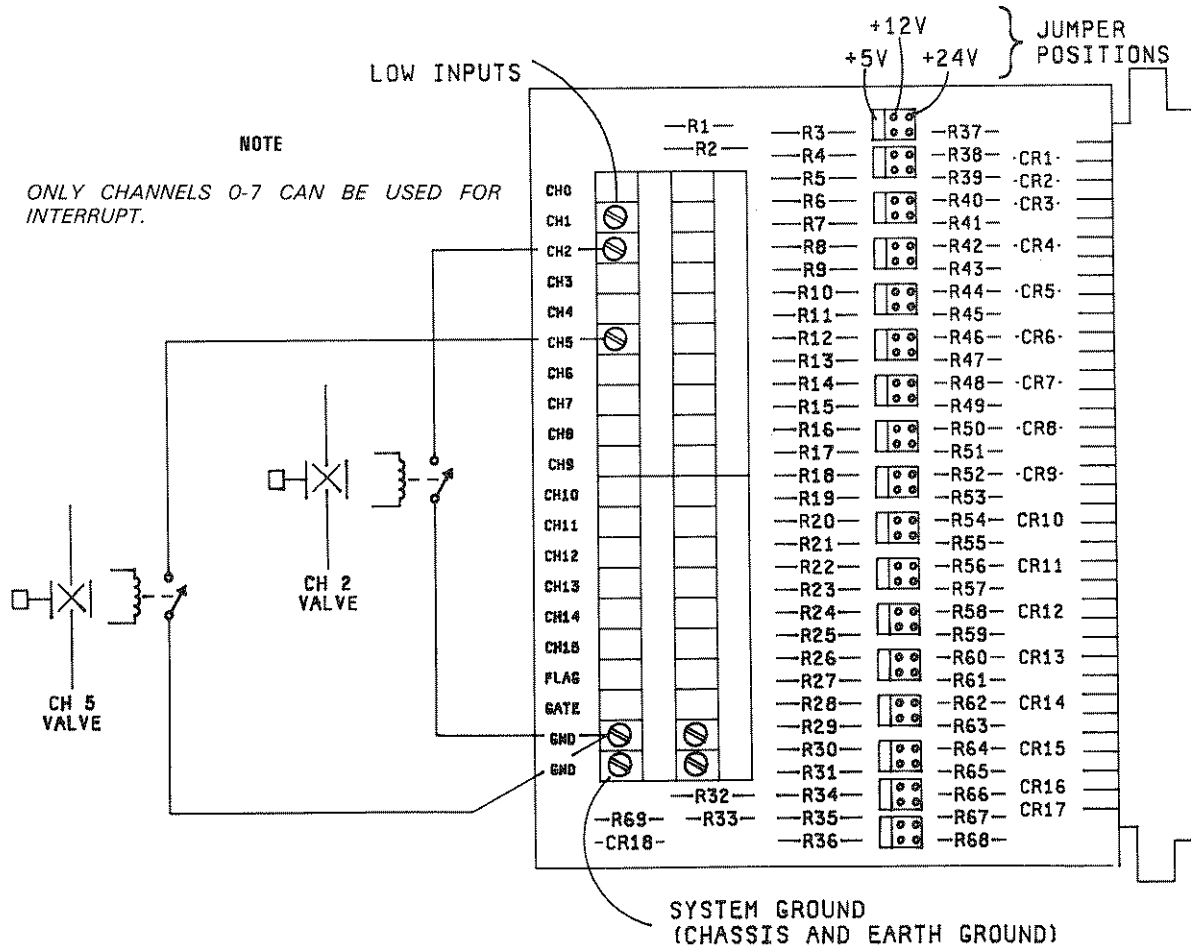 +12V
+5V +24V
JUMPER
POSITIONS
LOW INPUTS
NOTE
ONLY CHANNELS 0-7 CAN BE USED FOR
INTERRUPT.
R1
R2
CH0
CH1
CH2
CH3
CH4
CH5
CH6
CH7
CH8
CH9
CH10
CH11
CH12
CH13
CH14
CH15
FLAG
GATE
GND
GND
R3
R4
R5
R6
R7
R8
R9
R10
R11
R12
R13
R14
R15
R16
R17
R18
R19
R20
R21
R22
R23
R24
R25
R26
R27
R28
R29
R30
R31
R34
R35
R36
R37
R38
R39
R40
R41
R42
R43
R44
R45
R46
R47
R48
R49
R50
R51
R52
R53
R54
R55
R56
R57
R58
R59
R60
R61
R62
R63
R64
R65
R66
R67
R68
CR1
CR2
CR3
CR4
CR5
CR6
CR7
CR8
CR9
CR10
CR11
CR12
CR13
CR14
CR15
CR16
CR17
CH 2
VALVE
CH 5
VALVE
R32
R69 R33
CR18
SYSTEM GROUND
(CHASSIS AND EARTH GROUND)